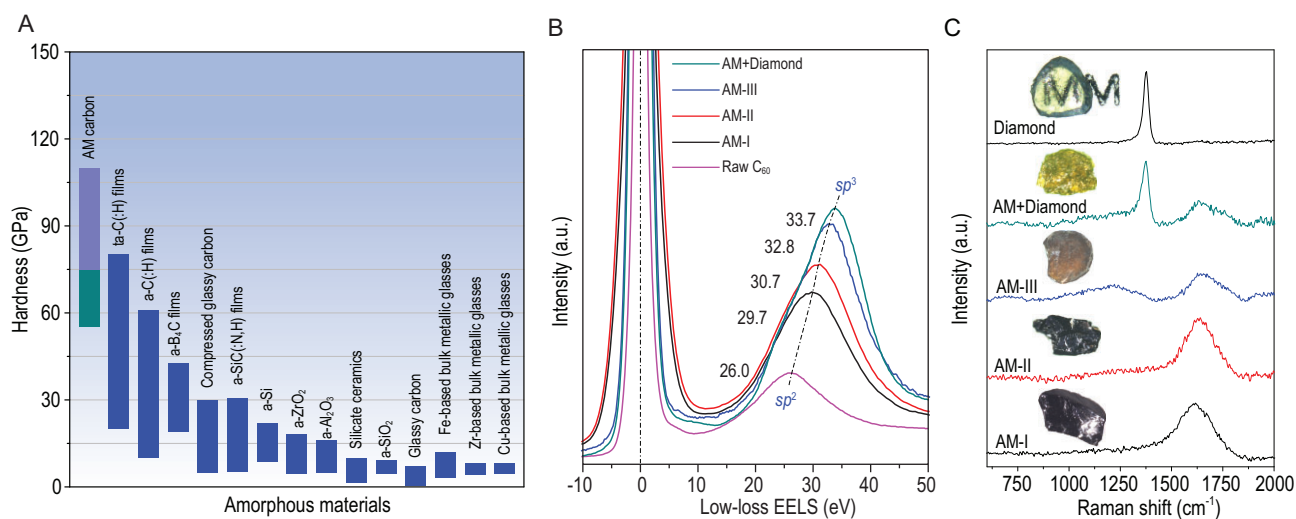 A
Hardness (GPa)
150
120
90
60
30
0
AM carbon
ta-C(:H) films
a-C(:H) films
a-B₄C films
Compressed glassy carbon
a-SiC(:N,H) films
a-Si
a-ZrO₂
a-Al₂O₃
Silicate ceramics
a-SiO₂
Glassy carbon
Fe-based bulk metallic glasses
Zr-based bulk metallic glasses
Cu-based bulk metallic glasses
Amorphous materials
B
Intensity (a.u.)
AM+Diamond
AM-III
AM-II
AM-I
Raw C₆₀
sp³
33.7
32.8
30.7
29.7
26.0
sp²
-10 0 10 20 30 40 50
Low-loss EELS (eV)
C
Intensity (a.u.)
M M
Diamond
AM+Diamond
AM-III
AM-II
AM-I
750 1000 1250 1500 1750 2000
Raman shift (cm⁻¹)